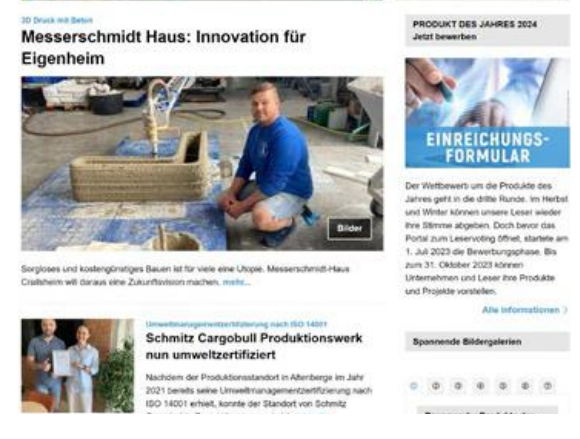 3D Druck mit Beton
Messerschmidt Haus: Innovation für
Eigenheim
Bilder
Sorgloses und kostengünstiges Bauen ist für viele eine Utopie. Messerschmidt-Haus
Crailsheim will daraus eine Zukunftsvision machen. mehr...
Umweltmanagementzertifizierung nach ISO 14001
Schmitz Cargobull Produktionswerk
nun umweltzertifiziert
Nachdem der Produktionsstandort in Altenberge im Jahr
2021 bereits seine Umweltmanagementzertifizierung nach
ISO 14001 erhielt, konnte der Standort von Schmitz
PRODUKT DES JAHRES 2024
Jetzt bewerben
EINREICHUNGS-
FORMULAR
Der Wettbewerb um die Produkte des
Jahres geht in die dritte Runde. Im Herbst
und Winter können unsere Leser wieder
ihre Stimme abgeben. Doch bevor das
Portal zum Leservoting öffnet, startete am
1. Juli 2023 die Bewerbungsphase. Bis
zum 31. Oktober 2023 können
Unternehmen und Leser ihre Produkte
und Projekte vorstellen.
Alle Informationen
Spannende Bildergalerien